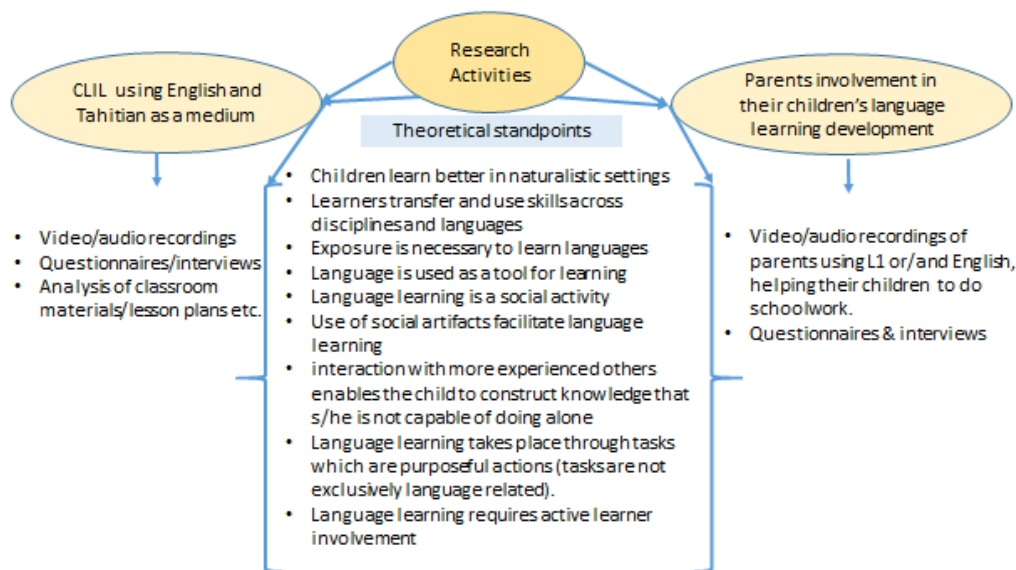 Research
Activities
CLIL using English and
Tahitian as a medium
Parents involvement in
their children's language
learning development
Theoretical standpoints
• Video/audio recordings
• Questionnaires/interviews
• Analysis of classroom
materials/lesson plans etc.
• Children learn better in naturalistic settings
• Learners transfer and use skills across
disciplines and languages
• Exposure is necessary to learn languages
• Language is used as a tool for learning
• Language learning is a social activity
• Use of social artifacts facilitate language
learning
• interaction with more experienced others
enables the child to construct knowledge that
s/he is not capable of doing alone
• Language learning takes place through tasks
which are purposeful actions (tasks are not
exclusively language related).
• Language learning requires active learner
involvement
• Video/audio recordings of
parents using L1 or/and English,
helping their children to do
schoolwork.
• Questionnaires & interviews